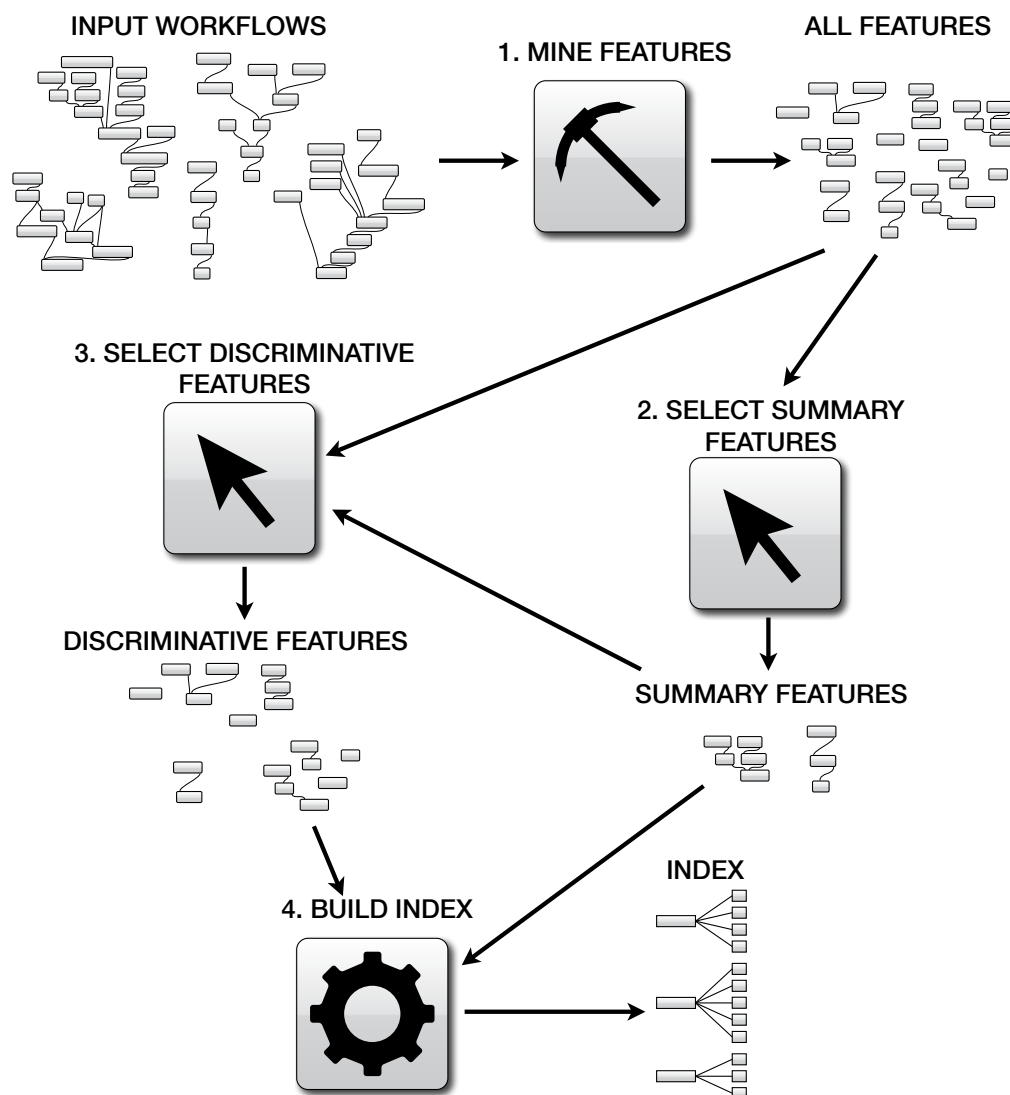 INPUT WORKFLOWS
1. MINE FEATURES
ALL FEATURES
3. SELECT DISCRIMINATIVE
FEATURES
2. SELECT SUMMARY
FEATURES
DISCRIMINATIVE FEATURES
SUMMARY FEATURES
4. BUILD INDEX
INDEX